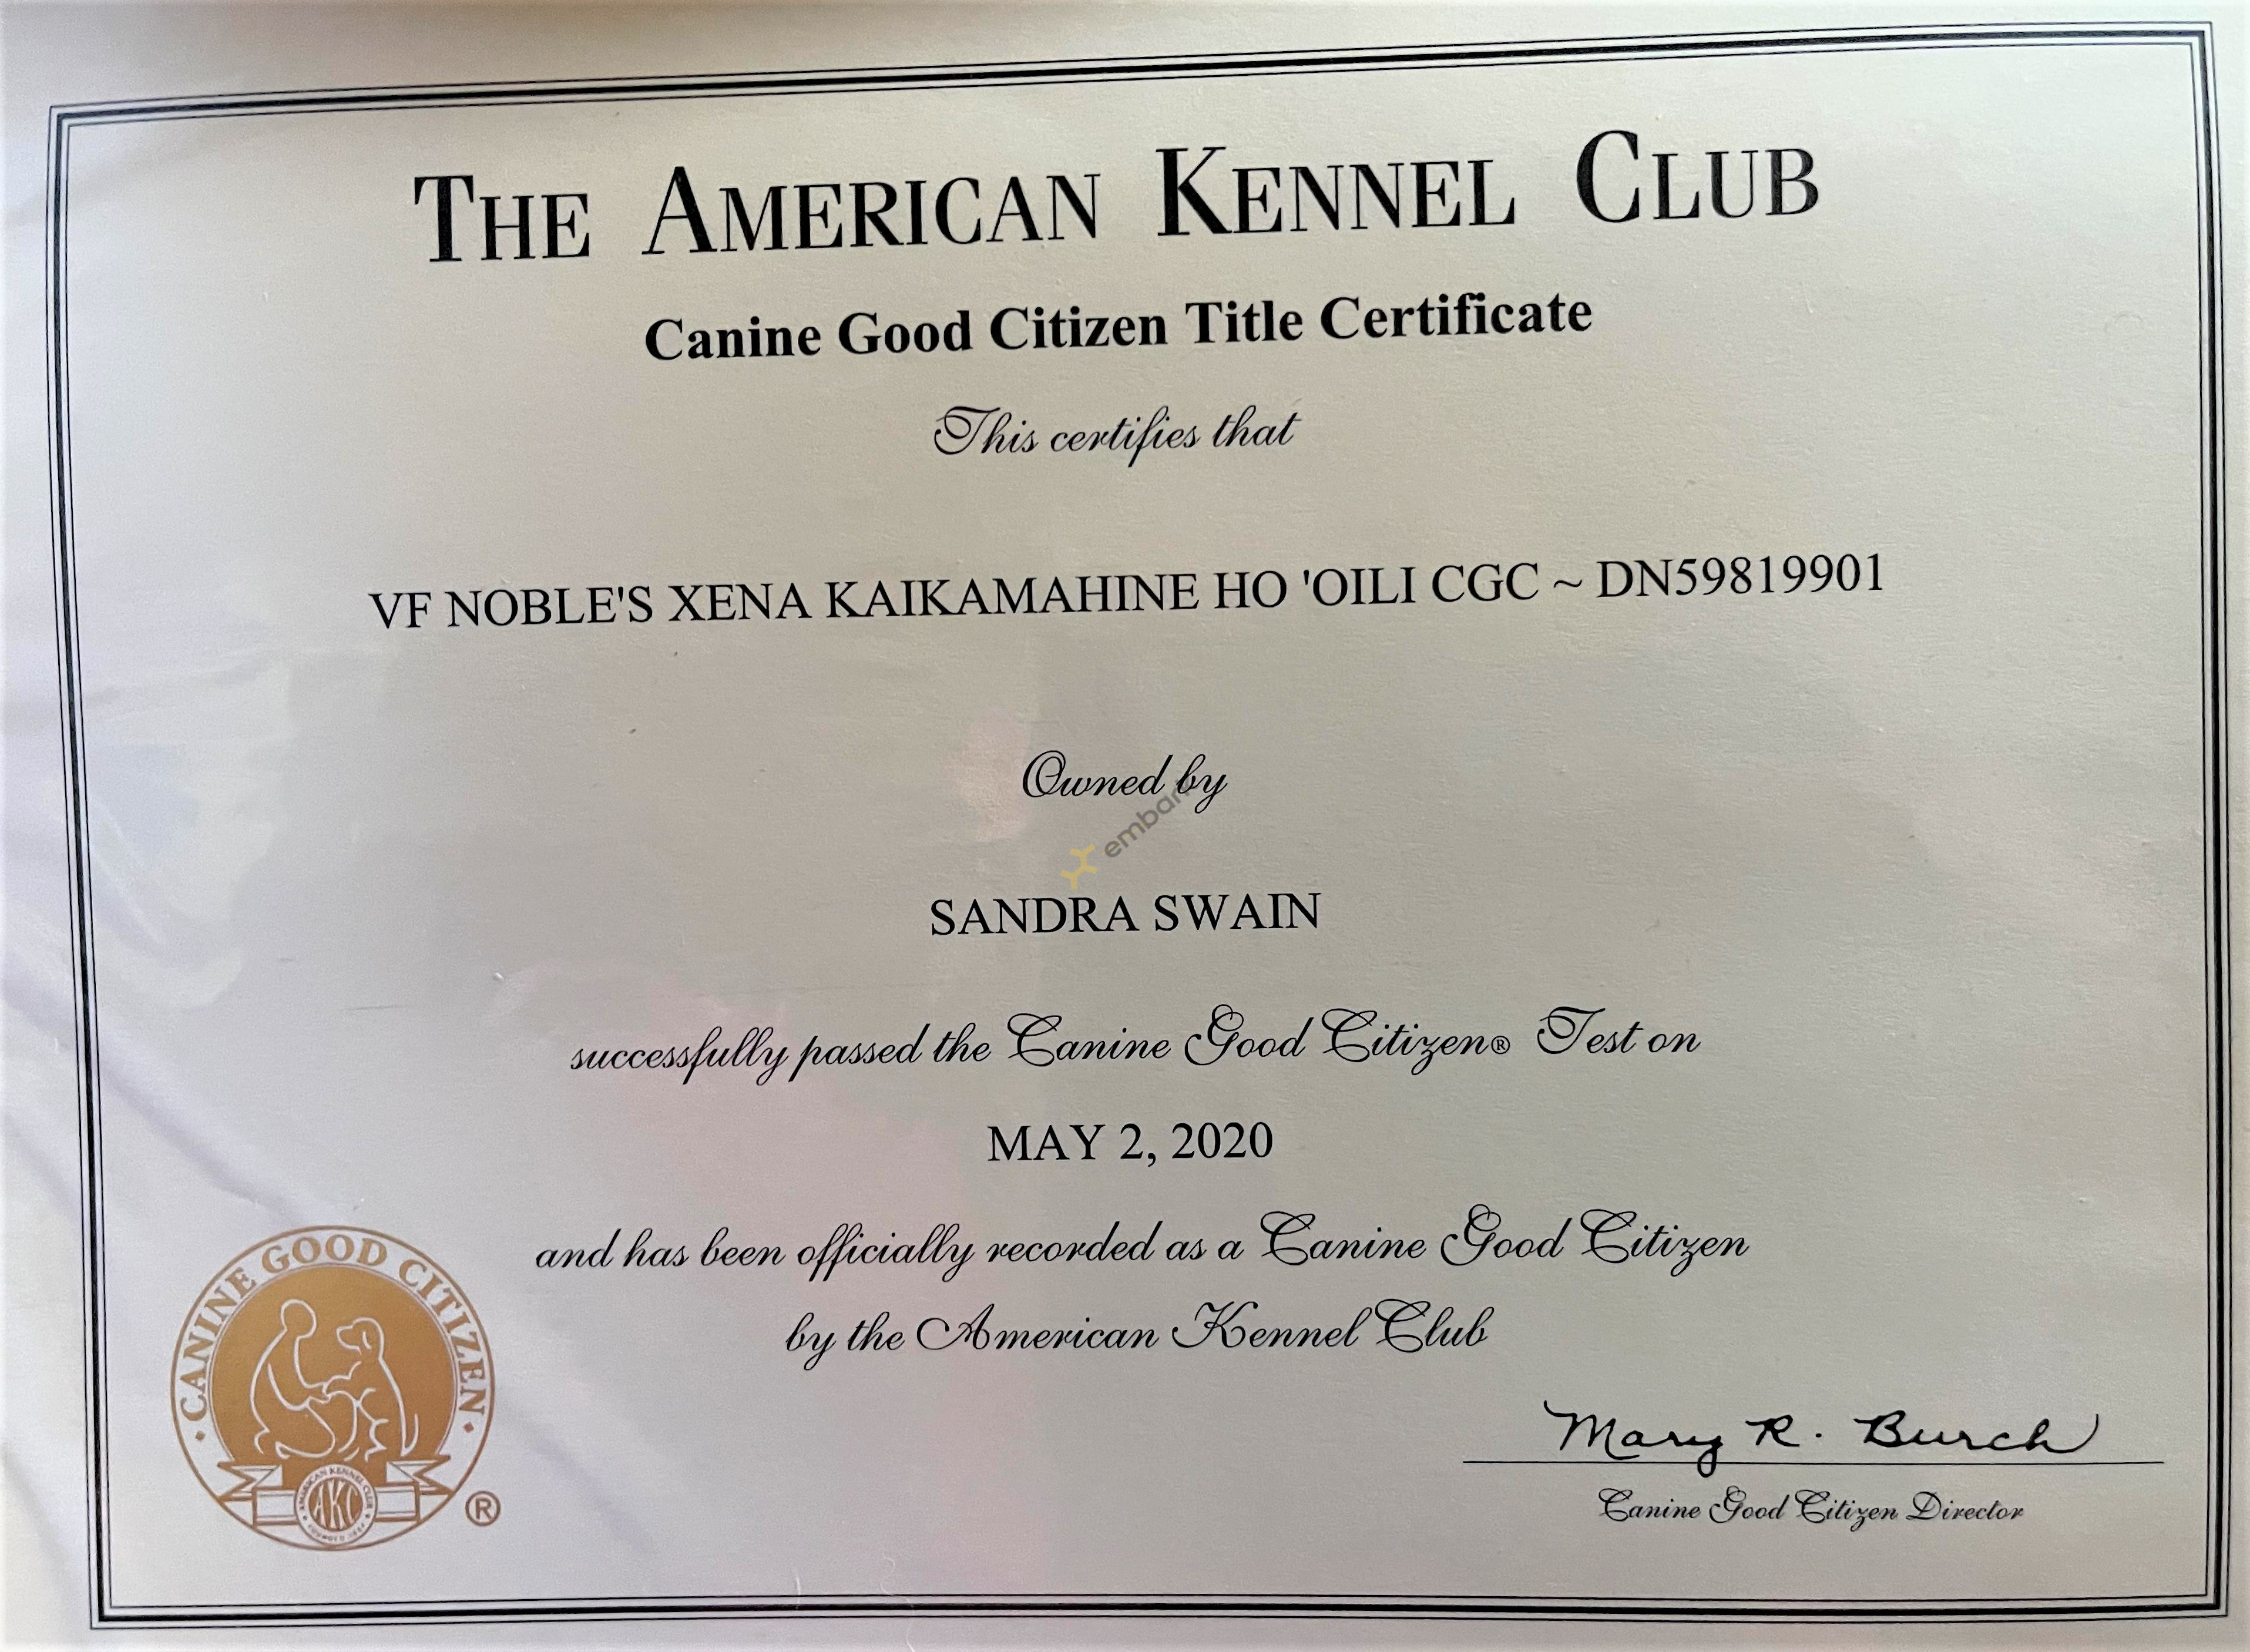 THE AMERICAN KENNEL CLUB
Canine Good Citizen Title Certificate
This certifies that
VF NOBLE'S XENA KAIKAMAHINE HO 'OILI CGC ~ DN59819901
Owned by
SANDRA SWAIN
successfully passed the Canine Good Citizen® Test on
MAY 2, 2020
and has been officially recorded as a Canine Good Citizen
by the American Kennel Club
CANINE GOOD CITIZEN
AMERICAN KENNEL CLUB
AKC
®
Mary R. Burch
Canine Good Citizen Director